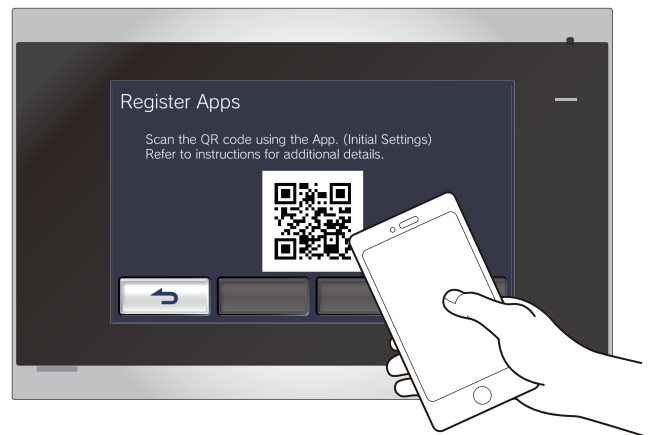 Register Apps
Scan the QR code using the App. (Initial Settings)
Refer to instructions for additional details.